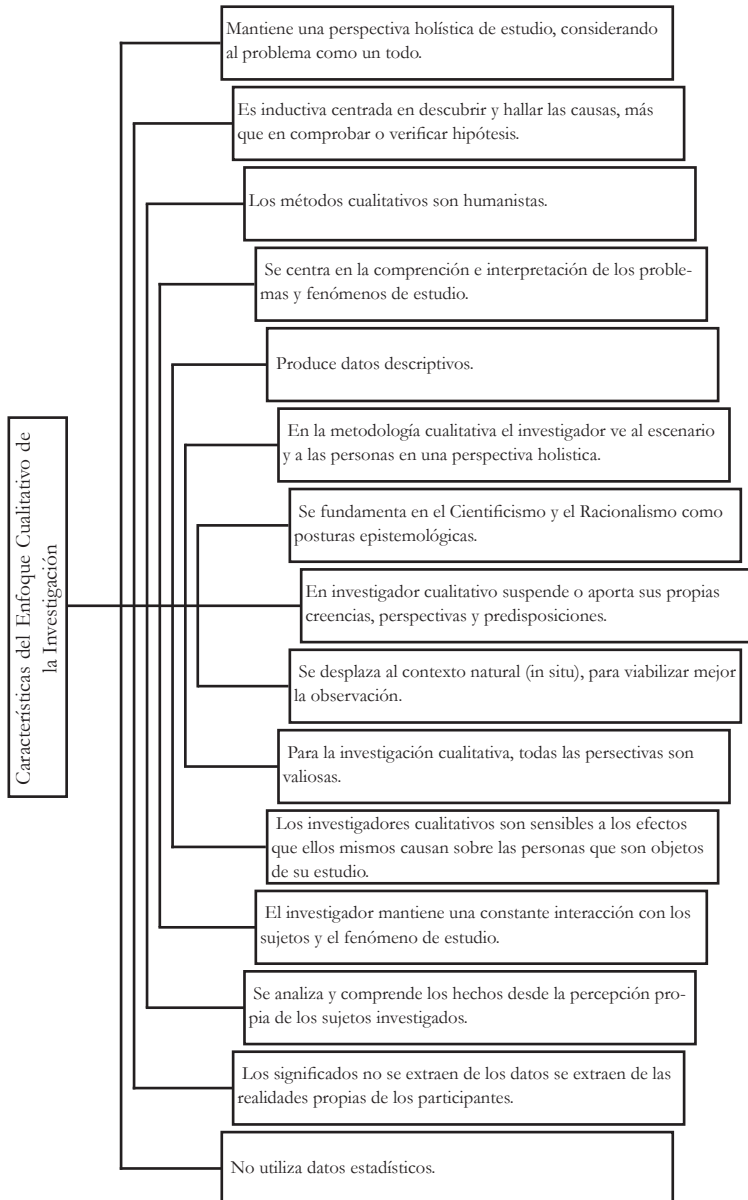 Mantiene una perspectiva holística de estudio, considerando
al problema como un todo.
Es inductiva centrada en descubrir y hallar las causas, más
que en comprobar o verificar hipótesis.
Los métodos cualitativos son humanistas.
Se centra en la comprención e interpretación de los proble-
mas y fenómenos de estudio.
Produce datos descriptivos.
En la metodología cualitativa el investigador ve al escenario
y a las personas en una perspectiva holistica.
Se fundamenta en el Cientificismo y el Racionalismo como
posturas epistemológicas.
Características del Enfoque Cualitativo de
la Investigación
En investigador cualitativo suspende o aporta sus propias
creencias, perspectivas y predisposiciones.
Se desplaza al contexto natural (in situ), para viabilizar mejor
la observación.
Para la investigación cualitativa, todas las persectivas son
valiosas.
Los investigadores cualitativos son sensibles a los efectos
que ellos mismos causan sobre las personas que son objetos
de su estudio.
El investigador mantiene una constante interacción con los
sujetos y el fenómeno de estudio.
Se analiza y comprende los hechos desde la percepción pro-
pia de los sujetos investigados.
Los significados no se extraen de los datos se extraen de las
realidades propias de los participantes.
No utiliza datos estadísticos.